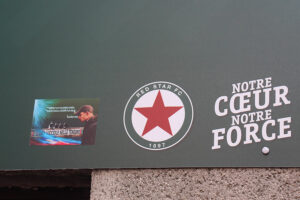 RED STAR FC
1897
NOTRE
CŒUR
NOTRE
FORCE